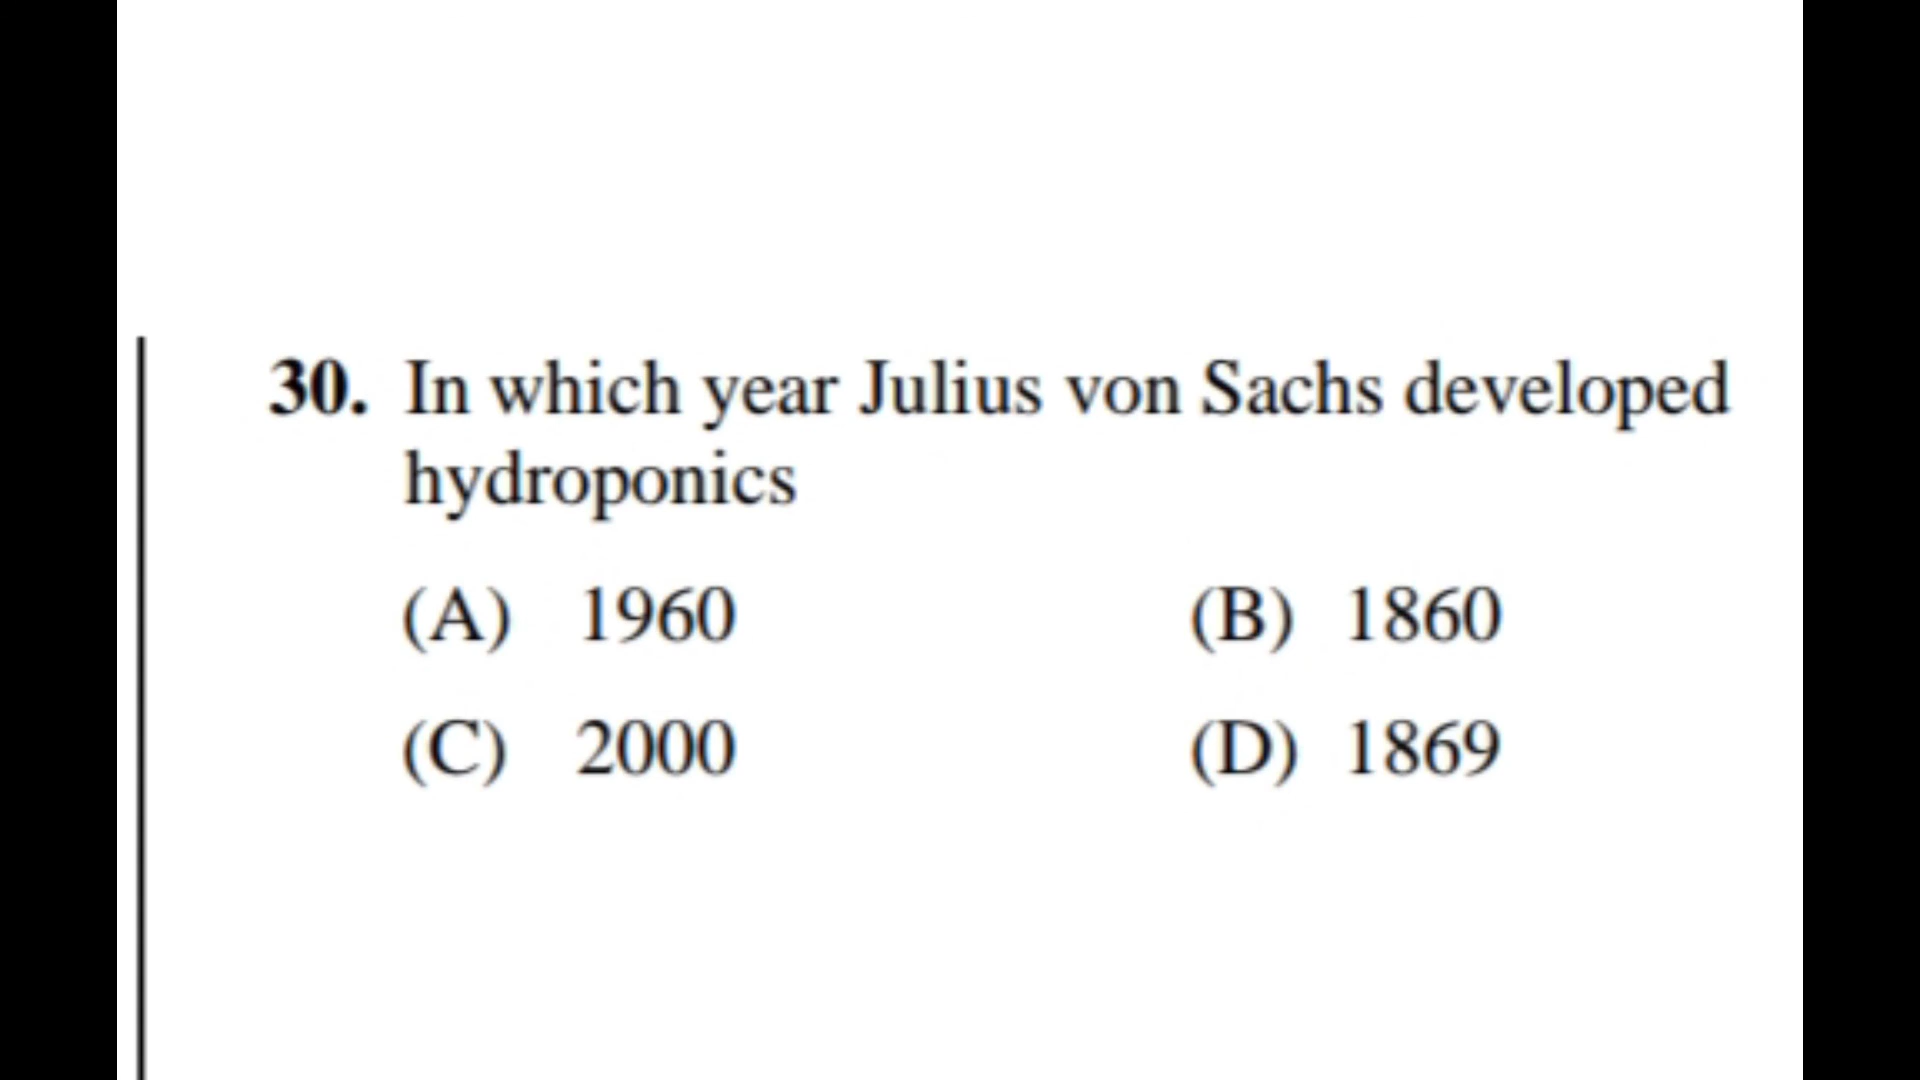 30. In which year Julius von Sachs developed
hydroponics
(A) 1960 (B) 1860
(C) 2000 (D) 1869